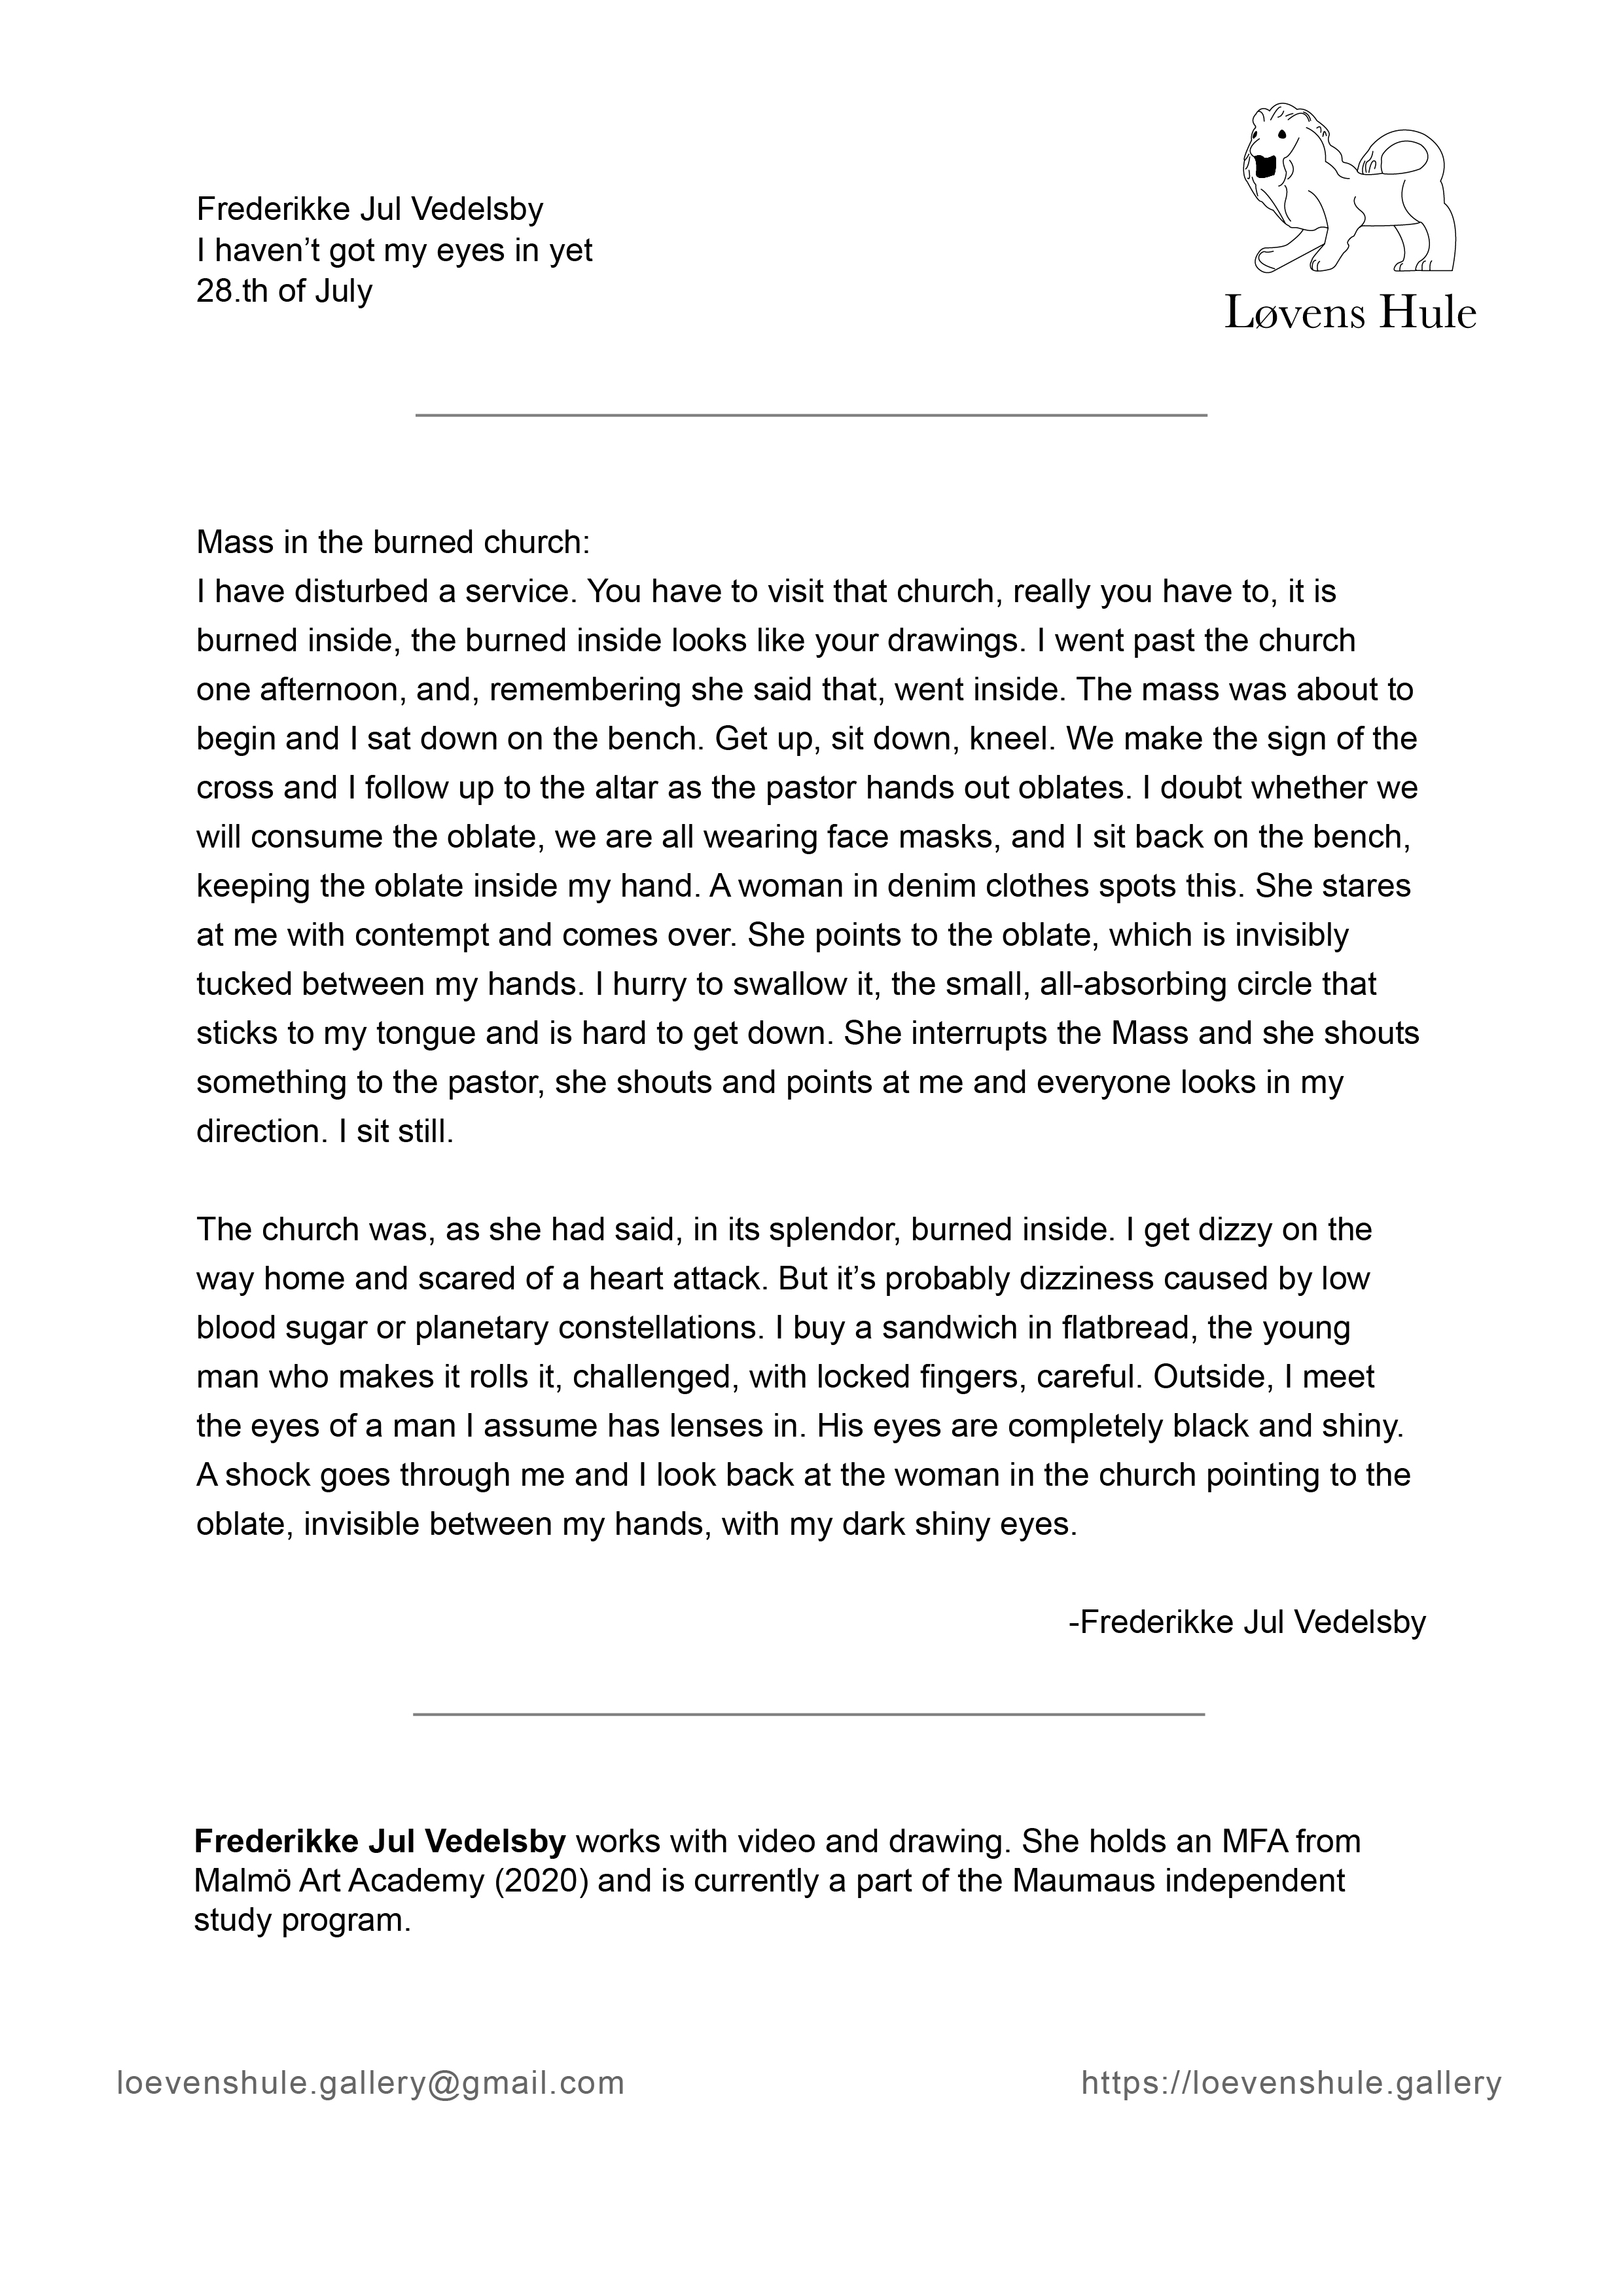 Frederikke Jul Vedelsby
I haven’t got my eyes in yet
28.th of July
Løvens Hule
Mass in the burned church:
I have disturbed a service. You have to visit that church, really you have to, it is
burned inside, the burned inside looks like your drawings. I went past the church
one afternoon, and, remembering she said that, went inside. The mass was about to
begin and I sat down on the bench. Get up, sit down, kneel. We make the sign of the
cross and I follow up to the altar as the pastor hands out oblates. I doubt whether we
will consume the oblate, we are all wearing face masks, and I sit back on the bench,
keeping the oblate inside my hand. A woman in denim clothes spots this. She stares
at me with contempt and comes over. She points to the oblate, which is invisibly
tucked between my hands. I hurry to swallow it, the small, all-absorbing circle that
sticks to my tongue and is hard to get down. She interrupts the Mass and she shouts
something to the pastor, she shouts and points at me and everyone looks in my
direction. I sit still.
The church was, as she had said, in its splendor, burned inside. I get dizzy on the
way home and scared of a heart attack. But it’s probably dizziness caused by low
blood sugar or planetary constellations. I buy a sandwich in flatbread, the young
man who makes it rolls it, challenged, with locked fingers, careful. Outside, I meet
the eyes of a man I assume has lenses in. His eyes are completely black and shiny.
A shock goes through me and I look back at the woman in the church pointing to the
oblate, invisible between my hands, with my dark shiny eyes.
-Frederikke Jul Vedelsby
Frederikke Jul Vedelsby works with video and drawing. She holds an MFA from
Malmö Art Academy (2020) and is currently a part of the Maumaus independent
study program.
loevenshule.gallery@gmail.com
https://loevenshule.gallery